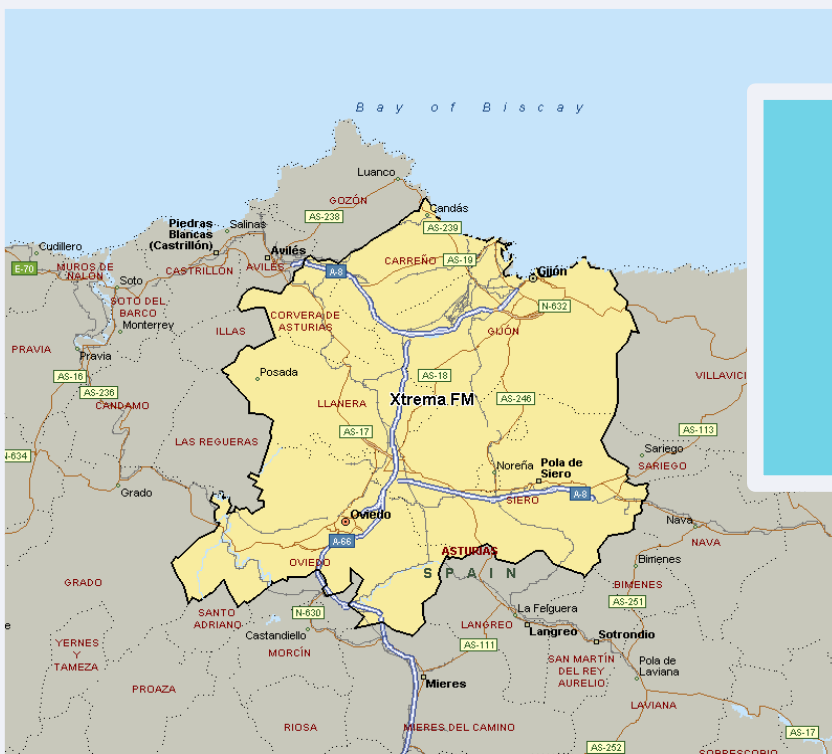 Bay of Biscay
Luanco
GOZÓN
Candás
AS-238
AS-239
Piedras
Blancas
(Castrillón)
Salinas
Avilés
Cudillero
E-70
MUROS DE
NALÓN
Soto
CASTRILLÓN
AVILÉS
A-8
CARREÑO
AS-19
Gijón
SOTO DEL
BARCO
Monterrey
ILLAS
CORVERA DE
ASTURIAS
N-632
GIJÓN
PRAVIA
Pravia
AS-16
AS-236
CANDAMO
Posada
AS-18
VILLAVICI
Xtrema FM
AS-246
LLANERA
AS-17
AS-113
LAS REGUERAS
N-634
Sariego
SARIEGO
Noreña
Pola de
Siero
Grado
SIERO
A-8
Oviedo
A-66
Nava
NAVA
ASTURIAS
OVIEDO
SPAIN
Bimenes
BIMENES
GRADO
SANTO
ADRIANO
N-630
Castandiello
MORCÍN
La Felguera
AS-251
LANGREO
Langreo
Sotrondio
e
YERNES
Y
TAMEZA
AS-111
SAN MARTÍN
DEL REY
AURELIO
Pola de
Laviana
PROAZA
Mieres
LAVIANA
RIOSA
MIERES DEL CAMINO
AS-17
AS-252
SOBRESCOBIO